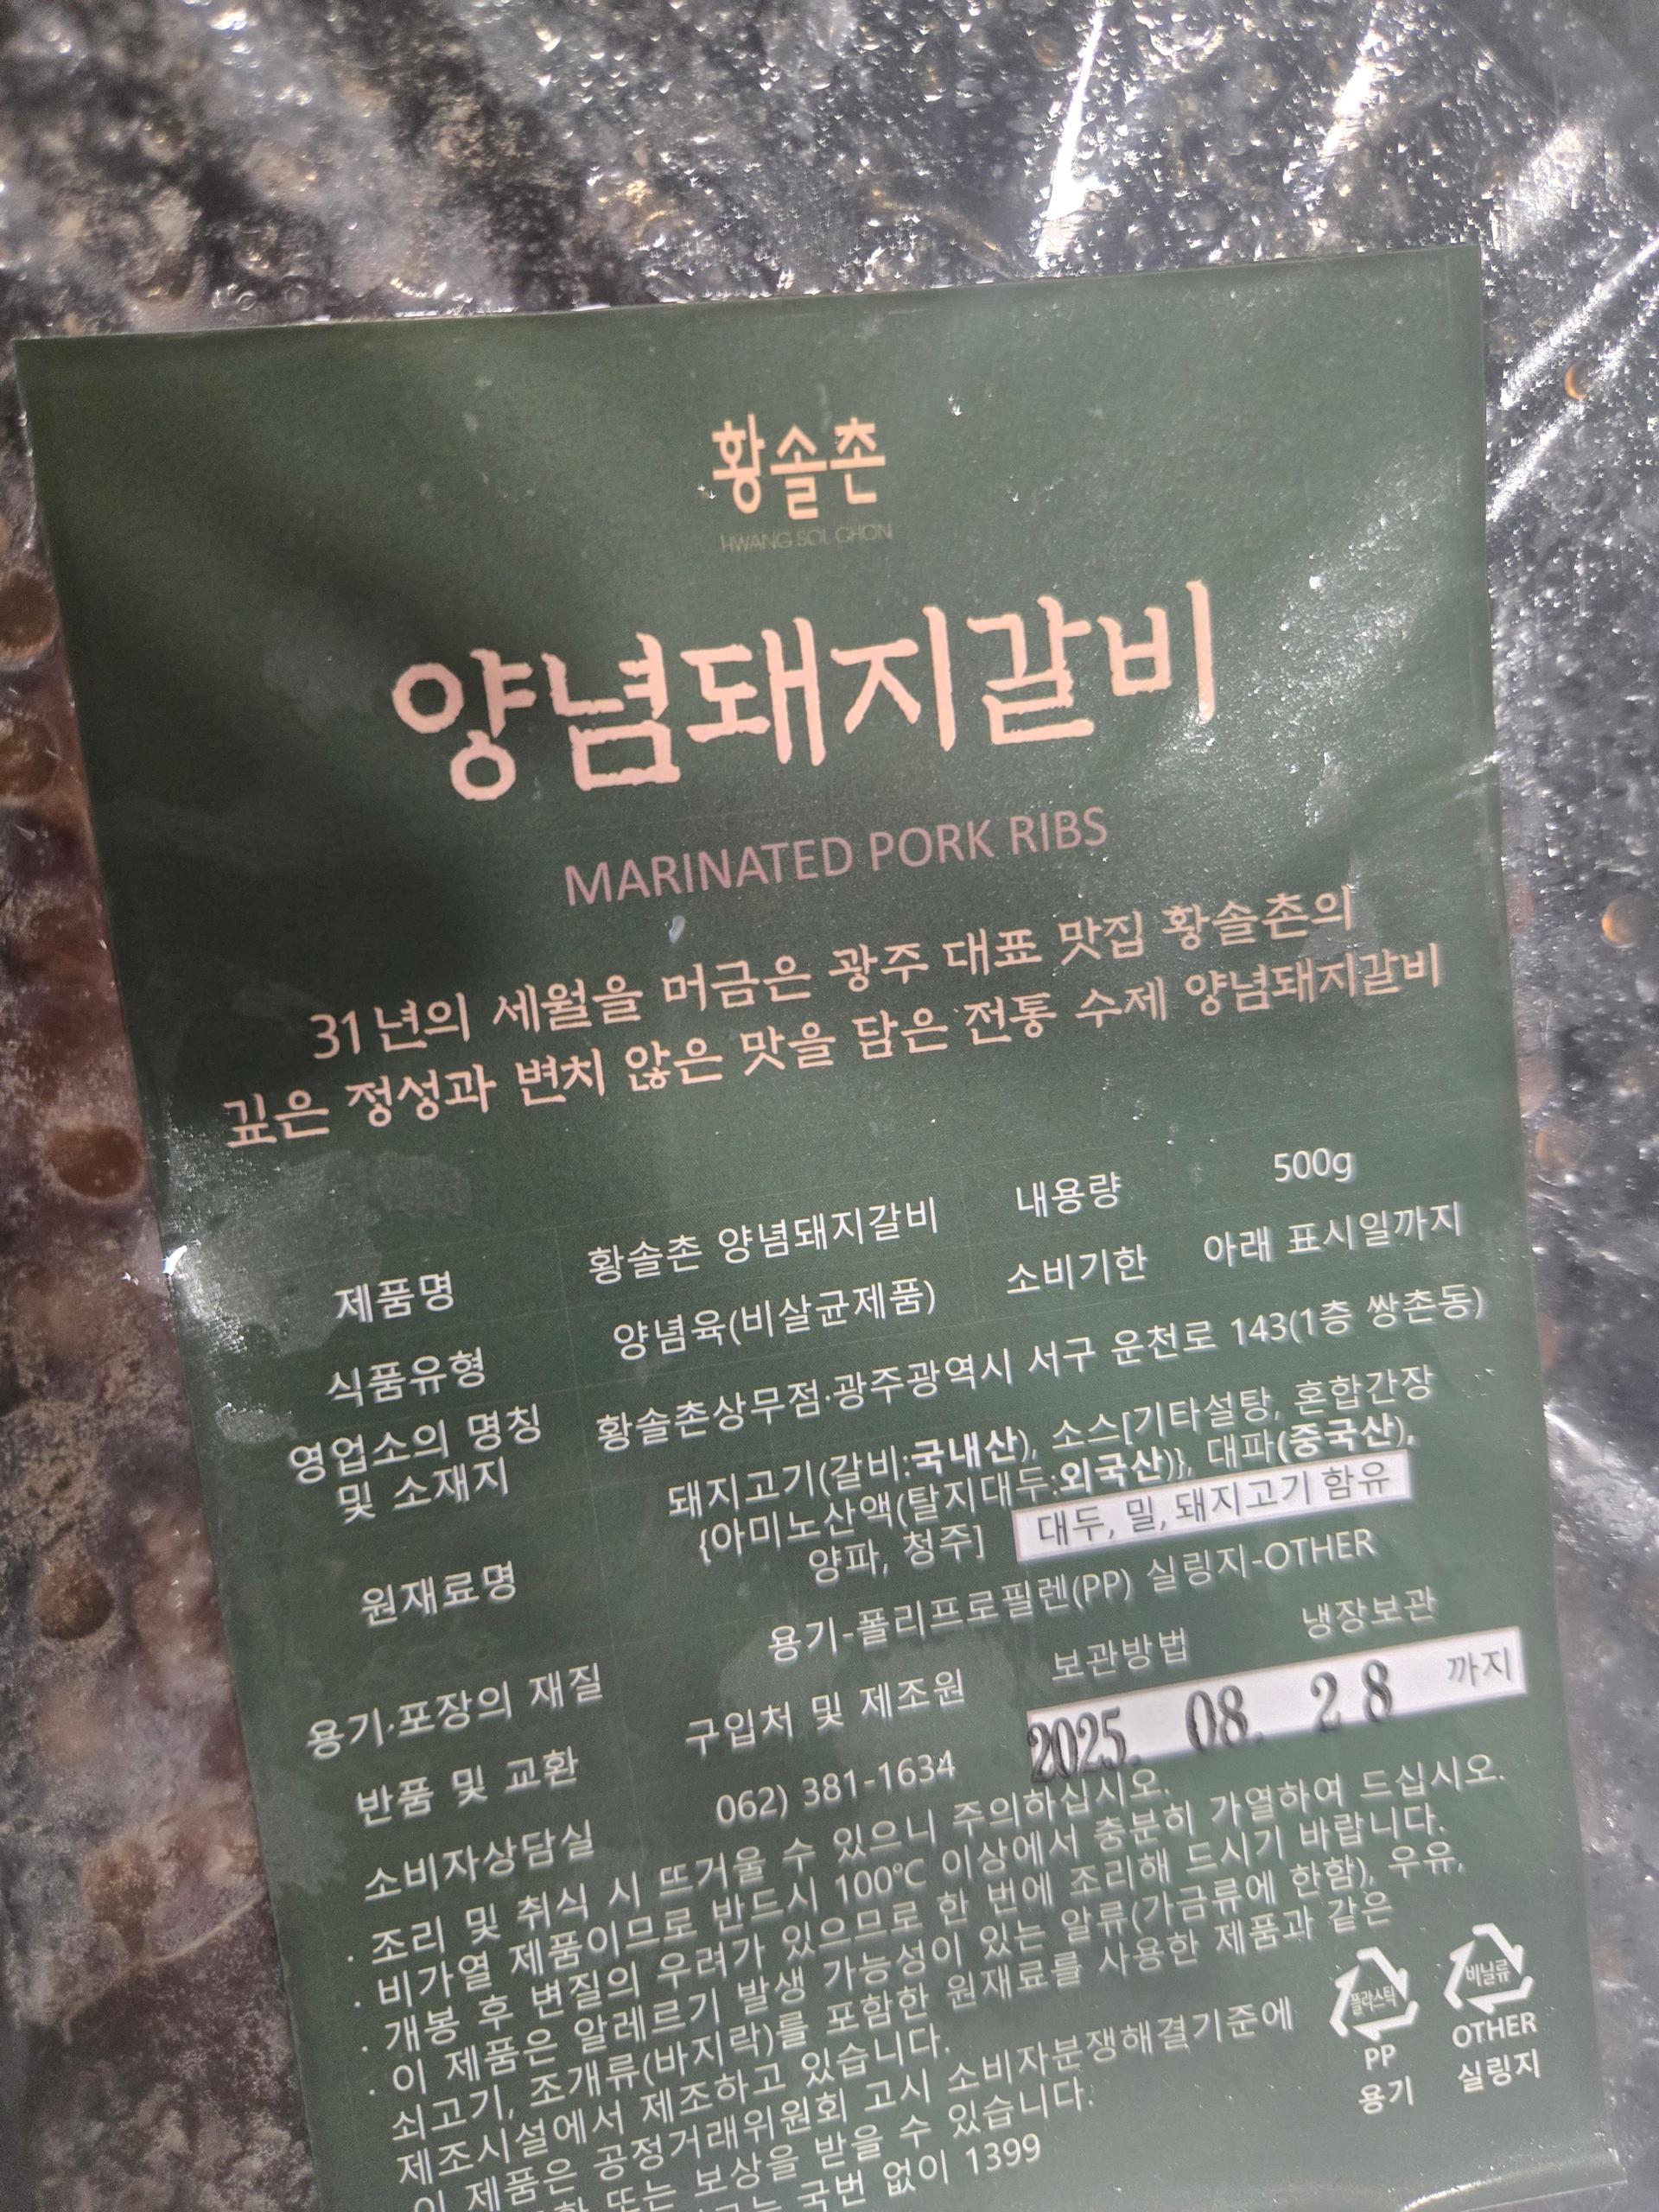 황솔촌
HWANG SOL CHON
양념돼지갈비
MARINATED PORK RIBS
31년의 세월을 머금은 광주 대표 맛집 황솔촌의
깊은 정성과 변치 않은 맛을 담은 전통 수제 양념돼지갈비
제품명 황솔촌 양념돼지갈비 내용량 500g
식품유형 양념육(비살균제품) 소비기한 아래 표시일까지
영업소의 명칭 및 소재지 황솔촌상무점·광주광역시 서구 운천로 143(1층 쌍촌동)
원재료명 돼지고기(갈비:국내산), 소스[기타설탕, 혼합간장
{아미노산액(탈지대두:외국산)}, 대파(중국산),
양파, 청주] 대두, 밀, 돼지고기 함유
용기·포장의 재질 용기-폴리프로필렌(PP) 실링지-OTHER
반품 및 교환 구입처 및 제조원 보관방법 냉장보관
소비자상담실 062) 381-1634 2025. 08. 28 까지
· 조리 및 취식 시 뜨거울 수 있으니 주의하십시오.
· 비가열 제품이므로 반드시 100℃ 이상에서 충분히 가열하여 드십시오.
· 개봉 후 변질의 우려가 있으므로 한 번에 조리해 드시기 바랍니다.
· 이 제품은 알레르기 발생 가능성이 있는 알류(가금류에 한함), 우유,
쇠고기, 조개류(바지락)를 포함한 원재료를 사용한 제품과 같은
제조시설에서 제조하고 있습니다.
이 제품은 공정거래위원회 고시 소비자분쟁해결기준에
또는 보상을 받을 수 있습니다.
국번 없이 1399
플라스틱
PP
용기
비닐류
OTHER
실링지